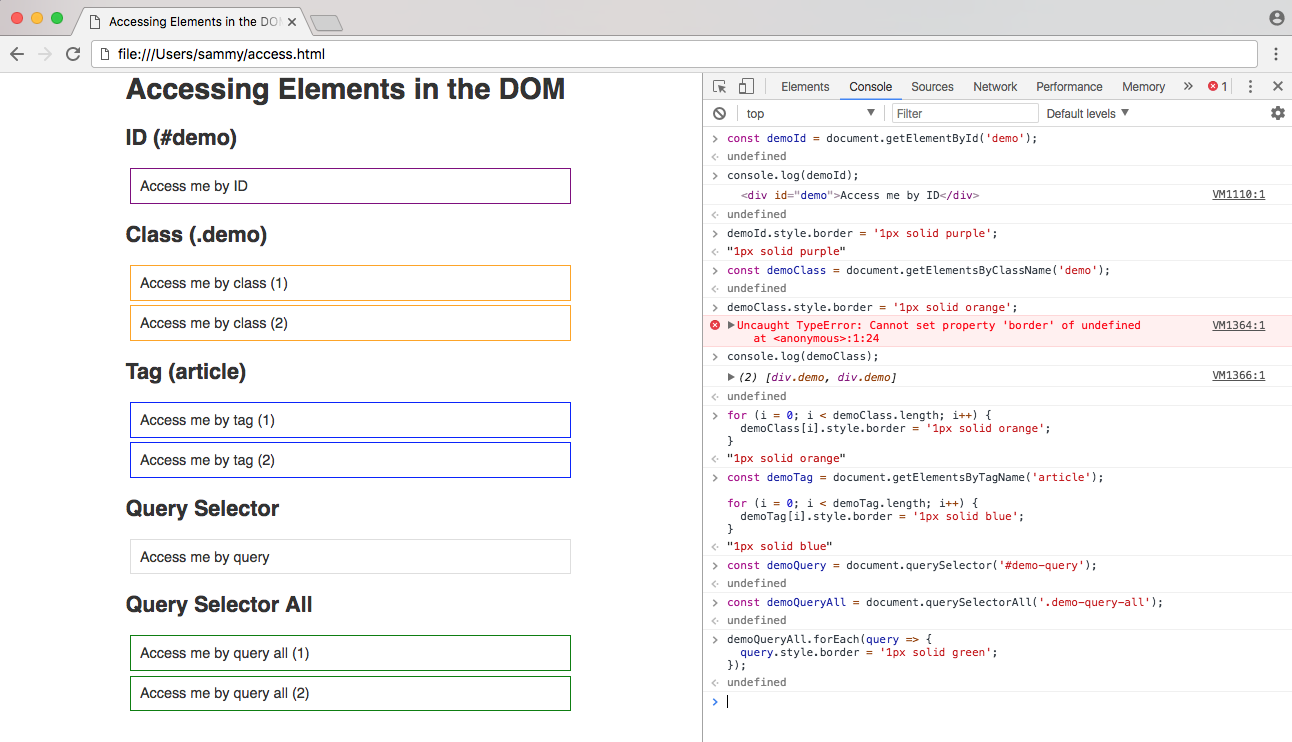 Accessing Elements in the DO
file:///Users/sammy/access.html
Accessing Elements in the DOM
ID (#demo)
Access me by ID
Class (.demo)
Access me by class (1)
Access me by class (2)
Tag (article)
Access me by tag (1)
Access me by tag (2)
Query Selector
Access me by query
Query Selector All
Access me by query all (1)
Access me by query all (2)
Elements Console Sources Network Performance Memory » 1
top Filter Default levels
> const demoId = document.getElementById('demo');
undefined
> console.log(demoId);
<div id="demo">Access me by ID</div> VM1110:1
undefined
> demoId.style.border = '1px solid purple';
"1px solid purple"
> const demoClass = document.getElementsByClassName('demo');
undefined
> demoClass.style.border = '1px solid orange';
Uncaught TypeError: Cannot set property 'border' of undefined VM1364:1
at <anonymous>:1:24
> console.log(demoClass);
(2) [div.demo, div.demo] VM1366:1
undefined
> for (i = 0; i < demoClass.length; i++) {
demoClass[i].style.border = '1px solid orange';
}
"1px solid orange"
> const demoTag = document.getElementsByTagName('article');
for (i = 0; i < demoTag.length; i++) {
demoTag[i].style.border = '1px solid blue';
}
"1px solid blue"
> const demoQuery = document.querySelector('#demo-query');
undefined
> const demoQueryAll = document.querySelectorAll('.demo-query-all');
undefined
> demoQueryAll.forEach(query => {
query.style.border = '1px solid green';
});
undefined
>